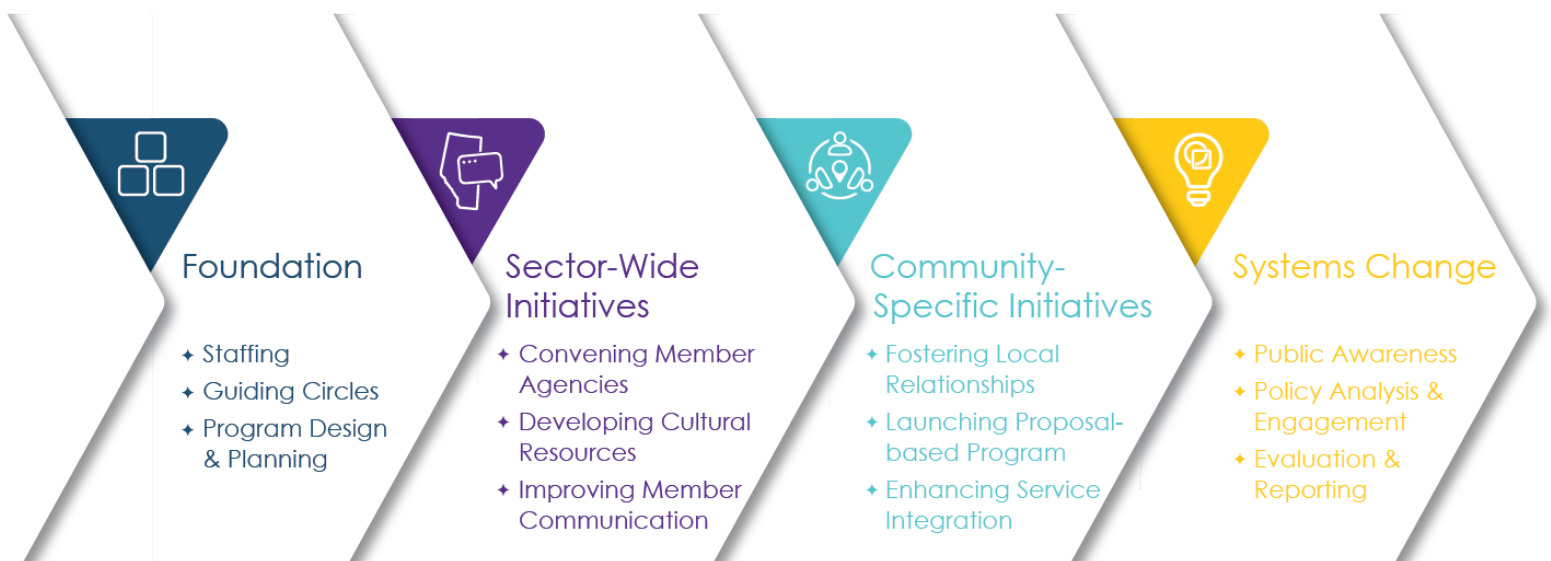 Foundation
✦ Staffing
✦ Guiding Circles
✦ Program Design
& Planning
Sector-Wide
Initiatives
✦ Convening Member
Agencies
✦ Developing Cultural
Resources
✦ Improving Member
Communication
Community-
Specific Initiatives
✦ Fostering Local
Relationships
✦ Launching Proposal-
based Program
✦ Enhancing Service
Integration
Systems Change
✦ Public Awareness
✦ Policy Analysis &
Engagement
✦ Evaluation &
Reporting